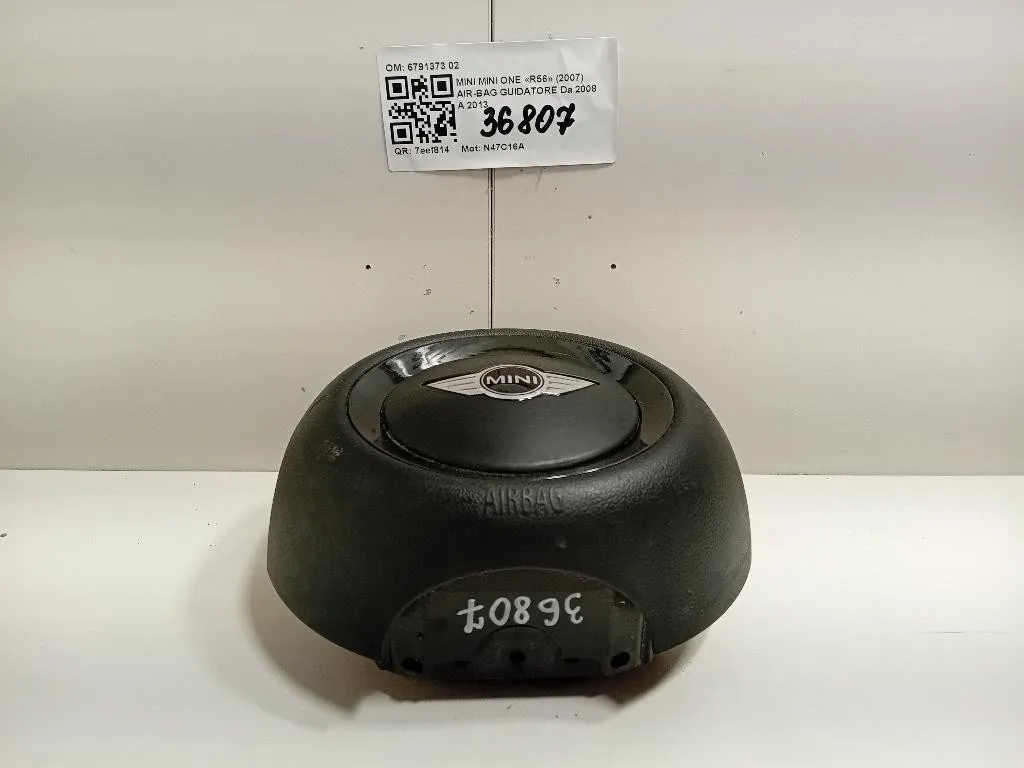 OM: 6791373 02
MINI MINI ONE «R56» (2007)
AIR-BAG GUIDATORE Da 2008
A 2013
36807
QR: 7eef814 Mot: N47C16A
MINI
AIRBAG
36807